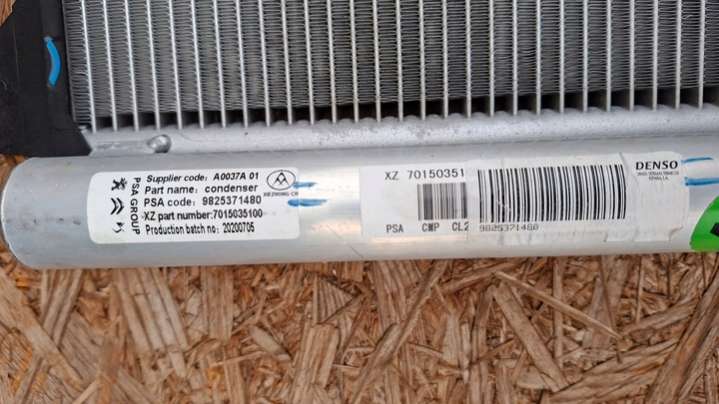 PSA GROUP
Supplier code: A0037A 01
Part name: condenser
PSA code: 9825371480
XZ part number:7015035100
Production batch no: 20200705
XZ 70150351
PSA CMP CL2
9825371480
DENSO